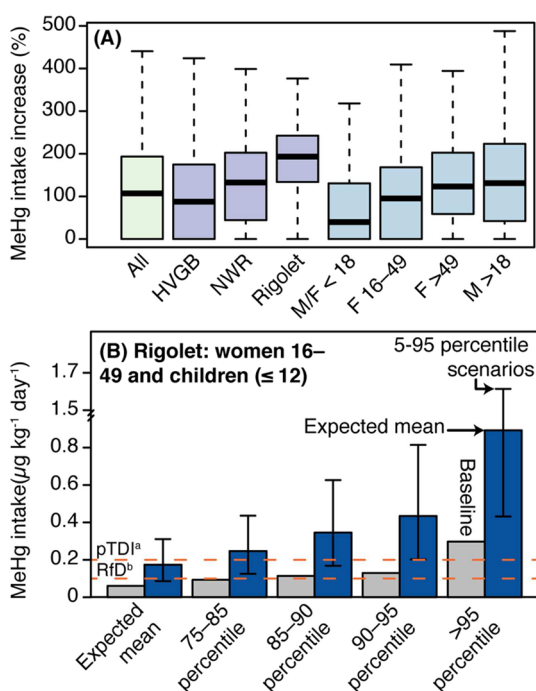 (A)
MeHg intake increase (%)
500
400
300
200
100
0
All
HVGB
NWR
Rigolet
M/F < 18
F 16–49
F >49
M >18
(B) Rigolet: women 16–
49 and children (≤ 12)
5-95 percentile
scenarios
Expected mean
Baseline
MeHg intake(µg kg⁻¹ day⁻¹)
1.7
1.5
0.8
0.6
0.4
0.2
0
pTDIᵃ
RfDᵇ
Expected
mean
75–85
percentile
85–90
percentile
90–95
percentile
>95
percentile